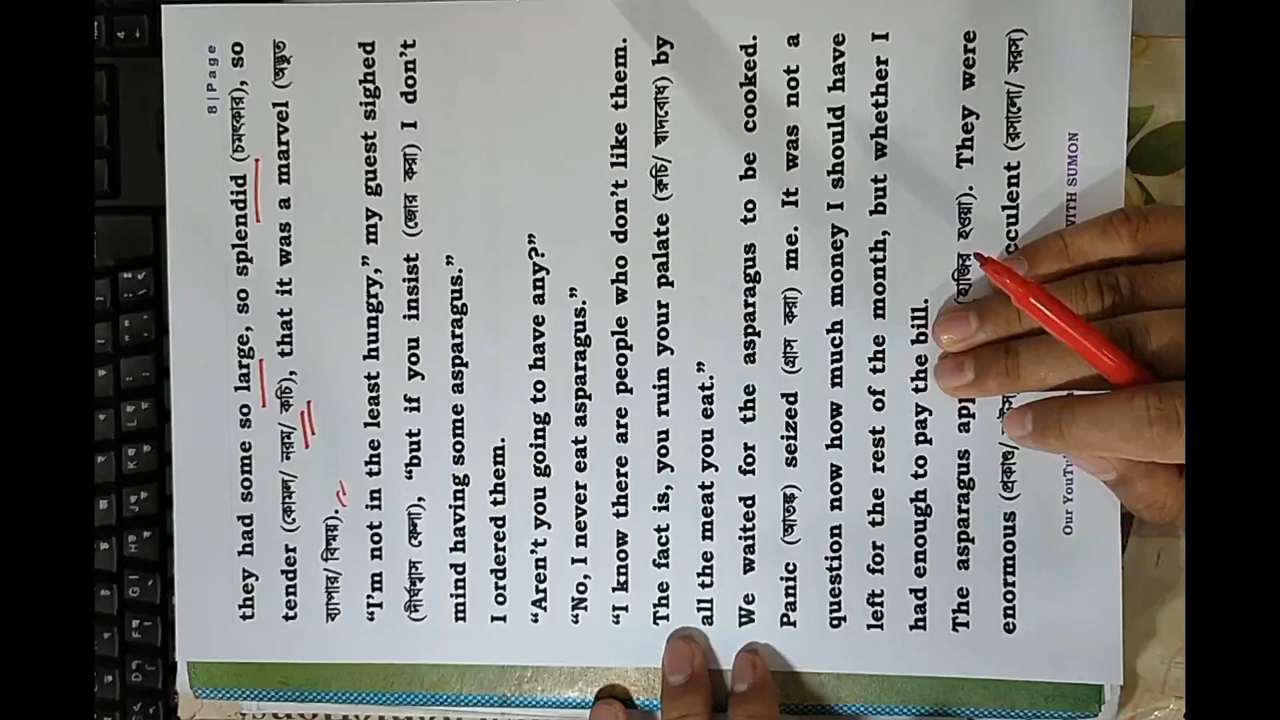 8 | Page
they had some so large, so splendid (চমৎকার), so
tender (কোমল/ নরম/ কচি), that it was a marvel (অদ্ভুত
ব্যাপার/ বিস্ময়).
“I’m not in the least hungry,” my guest sighed
(দীর্ঘশ্বাস ফেলা), “but if you insist (জোর করা) I don’t
mind having some asparagus.”
I ordered them.
“Aren’t you going to have any?”
“No, I never eat asparagus.”
“I know there are people who don’t like them.
The fact is, you ruin your palate (রুচি/ স্বাদবোধ) by
all the meat you eat.”
We waited for the asparagus to be cooked.
Panic (আতঙ্ক) seized (গ্রাস করা) me. It was not a
question now how much money I should have
left for the rest of the month, but whether I
had enough to pay the bill.
The asparagus (হাজির হওয়া). They were
enormous (প্রকাণ্ড/ (রসালো/ সরস)
Our WITH SUMON